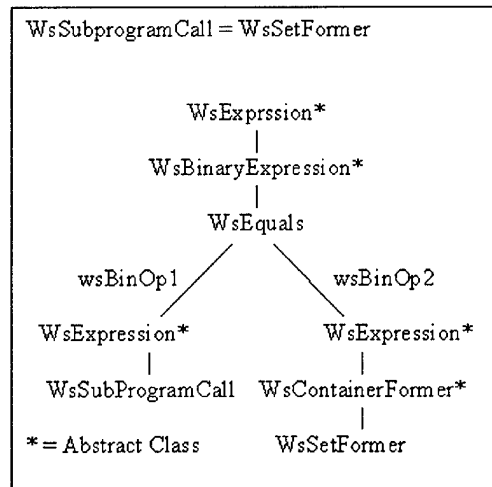 WsSubprogramCall = WsSetFormer
WsExprssion*
WsBinaryExpression*
WsEquals
wsBinOp1 wsBinOp2
WsExpression* WsExpression*
WsSubProgramCall WsContainerFormer*
* = Abstract Class WsSetFormer